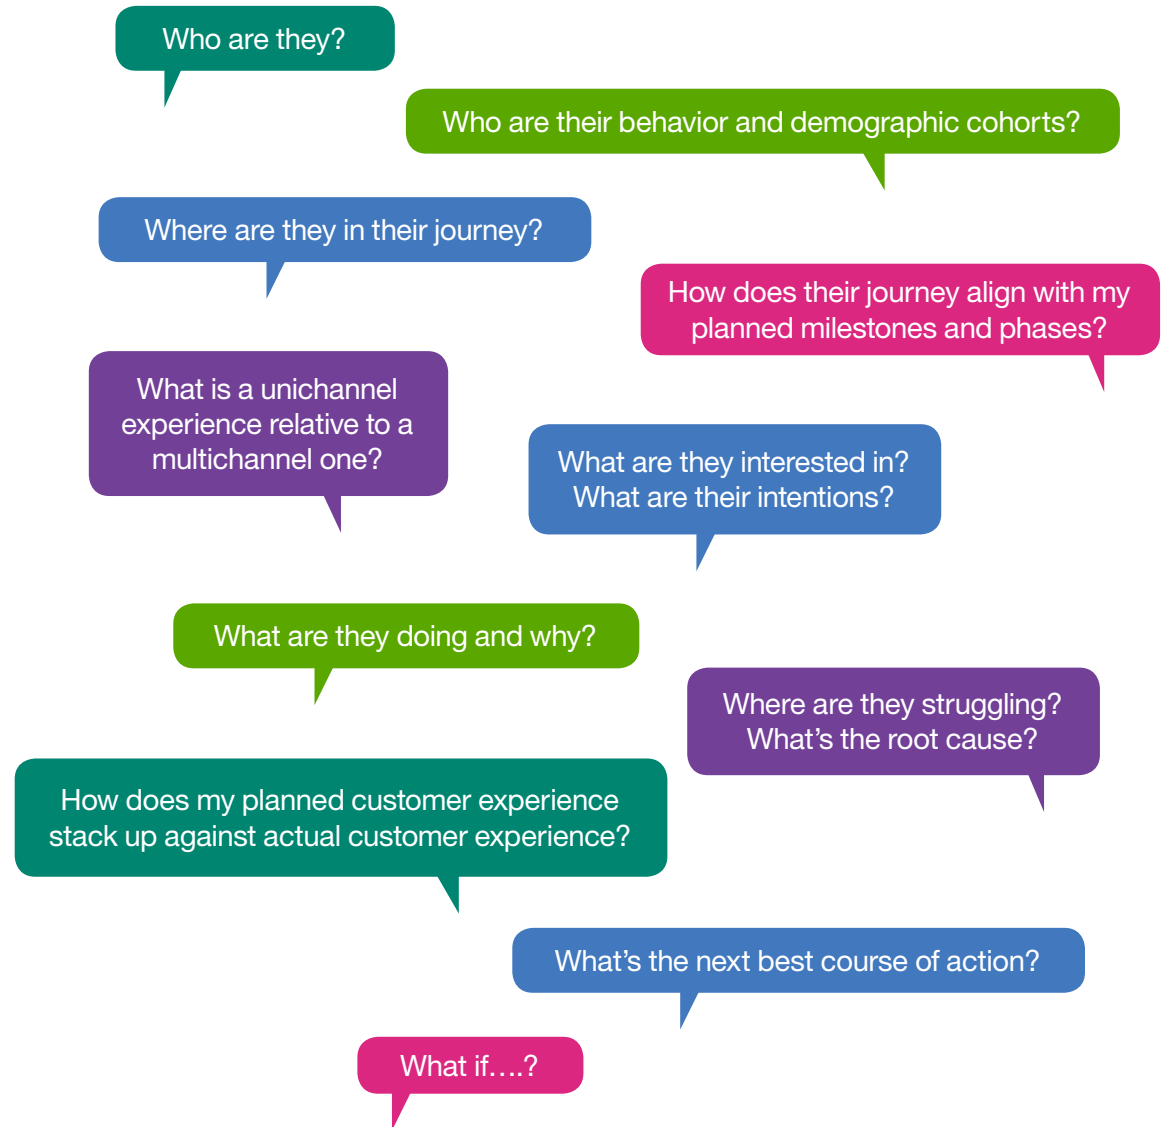 Who are they?
Who are their behavior and demographic cohorts?
Where are they in their journey?
How does their journey align with my
planned milestones and phases?
What is a unichannel
experience relative to a
multichannel one?
What are they interested in?
What are their intentions?
What are they doing and why?
Where are they struggling?
What’s the root cause?
How does my planned customer experience
stack up against actual customer experience?
What’s the next best course of action?
What if….?